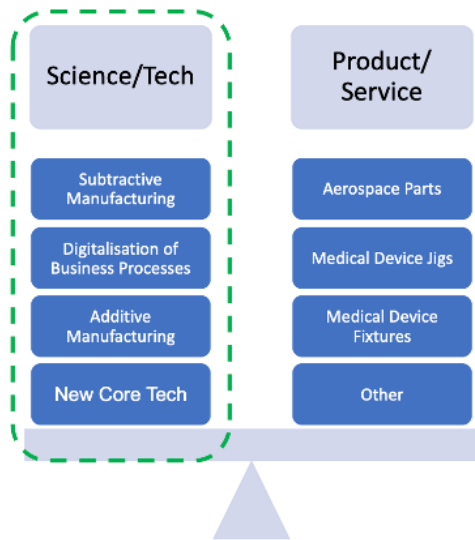 Science/Tech
Subtractive
Manufacturing
Digitalisation of
Business Processes
Additive
Manufacturing
New Core Tech
Product/
Service
Aerospace Parts
Medical Device Jigs
Medical Device
Fixtures
Other